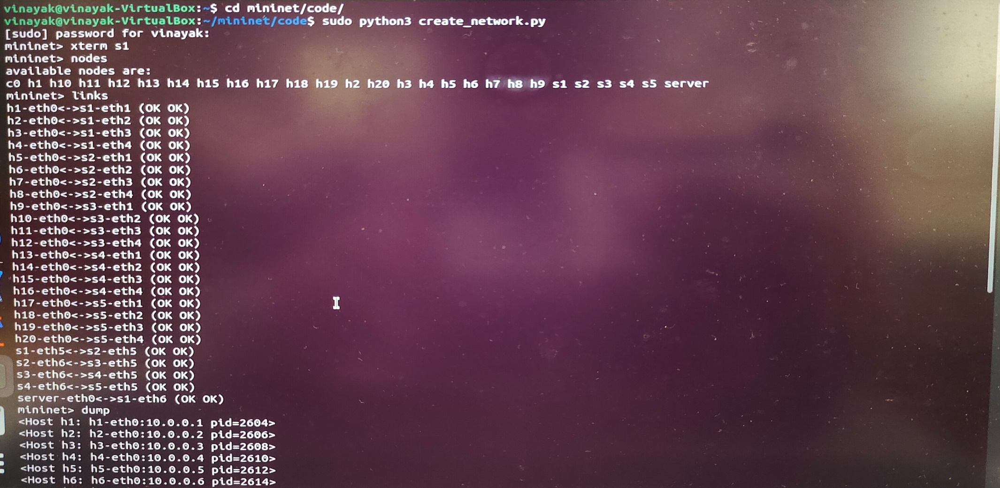 vinayak@vinayak-VirtualBox:~$ cd mininet/code/
vinayak@vinayak-VirtualBox:~/mininet/code$ sudo python3 create_network.py
[sudo] password for vinayak:
mininet> xterm s1
mininet> nodes
available nodes are:
c0 h1 h10 h11 h12 h13 h14 h15 h16 h17 h18 h19 h2 h20 h3 h4 h5 h6 h7 h8 h9 s1 s2 s3 s4 s5 server
mininet> links
h1-eth0<->s1-eth1 (OK OK)
h2-eth0<->s1-eth2 (OK OK)
h3-eth0<->s1-eth3 (OK OK)
h4-eth0<->s1-eth4 (OK OK)
h5-eth0<->s2-eth1 (OK OK)
h6-eth0<->s2-eth2 (OK OK)
h7-eth0<->s2-eth3 (OK OK)
h8-eth0<->s2-eth4 (OK OK)
h9-eth0<->s3-eth1 (OK OK)
h10-eth0<->s3-eth2 (OK OK)
h11-eth0<->s3-eth3 (OK OK)
h12-eth0<->s3-eth4 (OK OK)
h13-eth0<->s4-eth1 (OK OK)
h14-eth0<->s4-eth2 (OK OK)
h15-eth0<->s4-eth3 (OK OK)
h16-eth0<->s4-eth4 (OK OK)
h17-eth0<->s5-eth1 (OK OK)
h18-eth0<->s5-eth2 (OK OK)
h19-eth0<->s5-eth3 (OK OK)
h20-eth0<->s5-eth4 (OK OK)
s1-eth5<->s2-eth5 (OK OK)
s2-eth6<->s3-eth5 (OK OK)
s3-eth6<->s4-eth5 (OK OK)
s4-eth6<->s5-eth5 (OK OK)
server-eth0<->s1-eth6 (OK OK)
mininet> dump
<Host h1: h1-eth0:10.0.0.1 pid=2604>
<Host h2: h2-eth0:10.0.0.2 pid=2606>
<Host h3: h3-eth0:10.0.0.3 pid=2608>
<Host h4: h4-eth0:10.0.0.4 pid=2610>
<Host h5: h5-eth0:10.0.0.5 pid=2612>
<Host h6: h6-eth0:10.0.0.6 pid=2614>